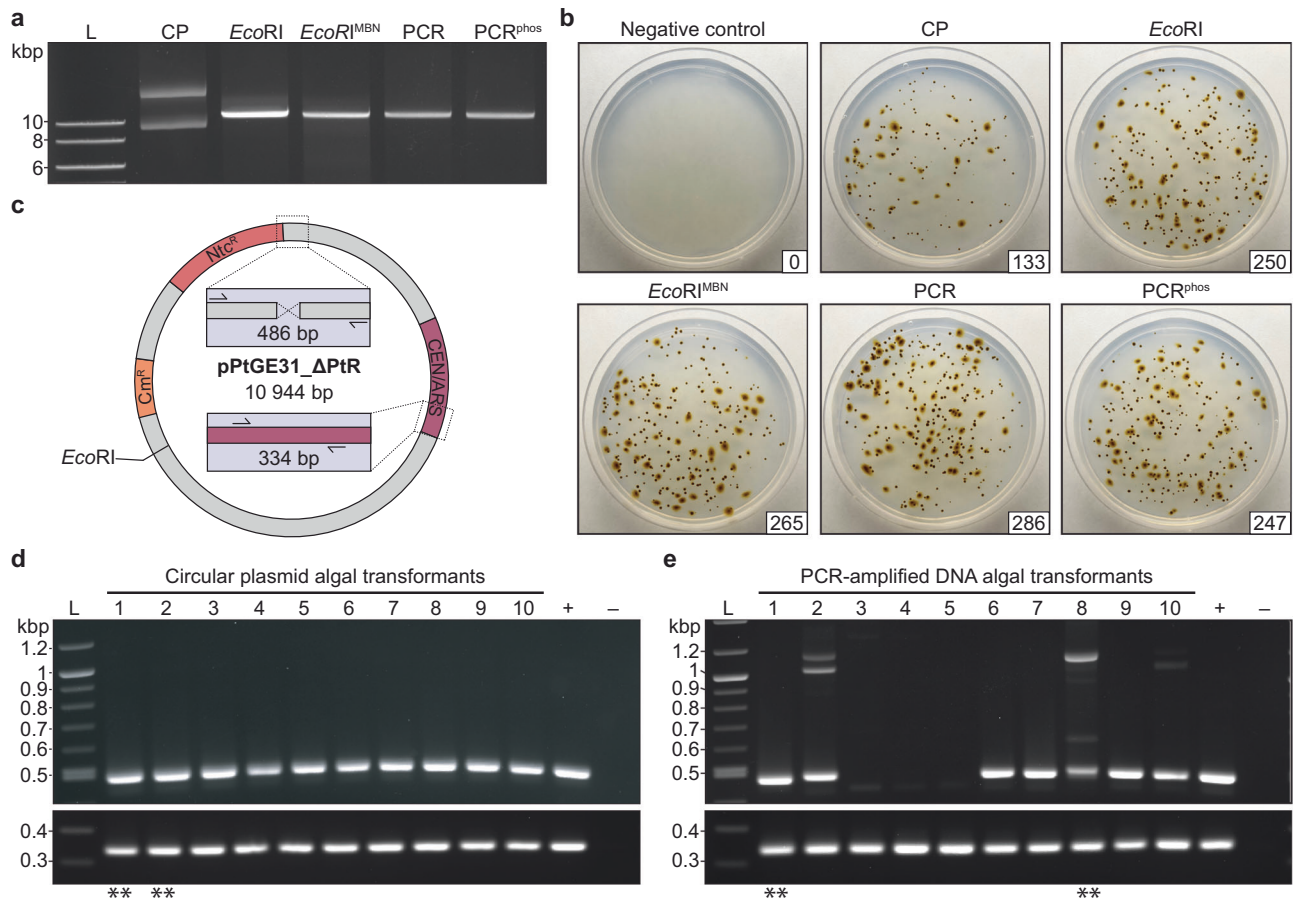 a
L CP EcoRI EcoRI^MBN PCR PCR^phos
kbp
10
8
6
b
Negative control CP EcoRI
0 133 250
EcoRI^MBN PCR PCR^phos
265 286 247
c
Ntc^R
486 bp
pPtGE31_ΔPtR
10 944 bp
CEN/ARS
Cm^R
334 bp
EcoRI
d
Circular plasmid algal transformants
L 1 2 3 4 5 6 7 8 9 10 + –
kbp
1.2
1
0.9
0.8
0.7
0.6
0.5
0.4
0.3
** **
e
PCR-amplified DNA algal transformants
L 1 2 3 4 5 6 7 8 9 10 + –
kbp
1.2
1
0.9
0.8
0.7
0.6
0.5
0.4
0.3
** **